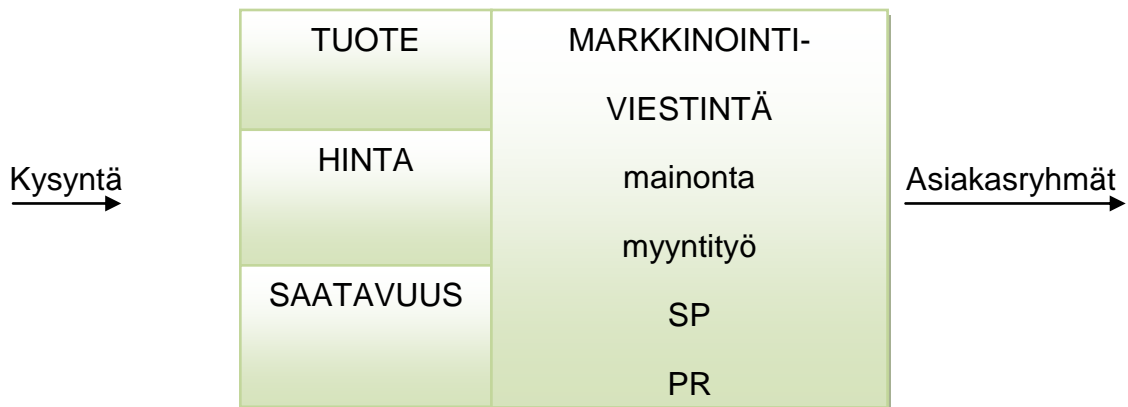 Kysyntä
TUOTE
HINTA
SAATAVUUS
MARKKINOINTI-
VIESTINTÄ
mainonta
myyntityö
SP
PR
Asiakasryhmät